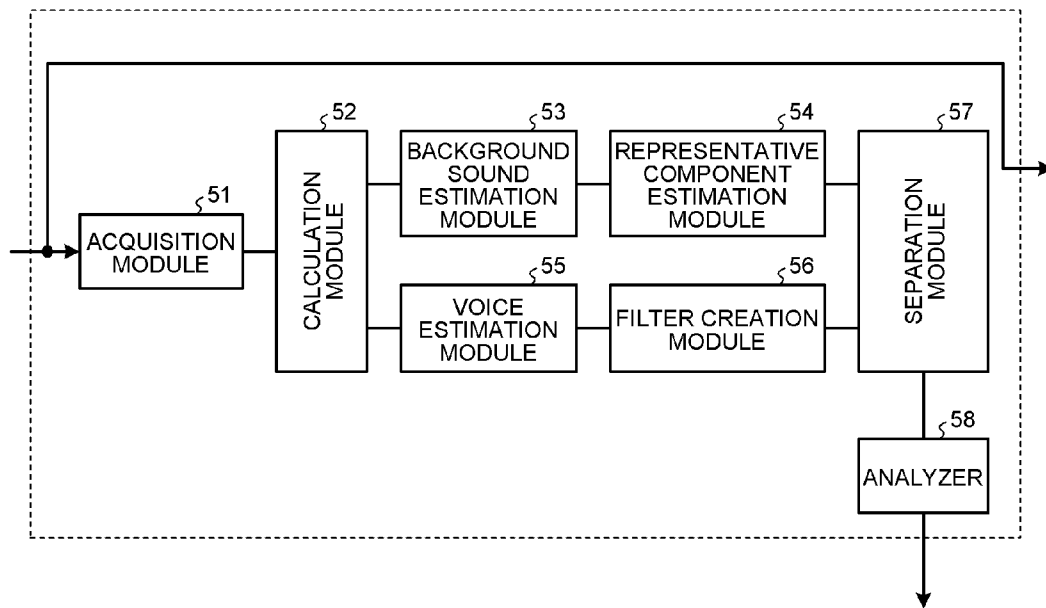 51
ACQUISITION
MODULE
52
CALCULATION
MODULE
53
BACKGROUND
SOUND
ESTIMATION
MODULE
54
REPRESENTATIVE
COMPONENT
ESTIMATION
MODULE
55
VOICE
ESTIMATION
MODULE
56
FILTER CREATION
MODULE
57
SEPARATION
MODULE
58
ANALYZER